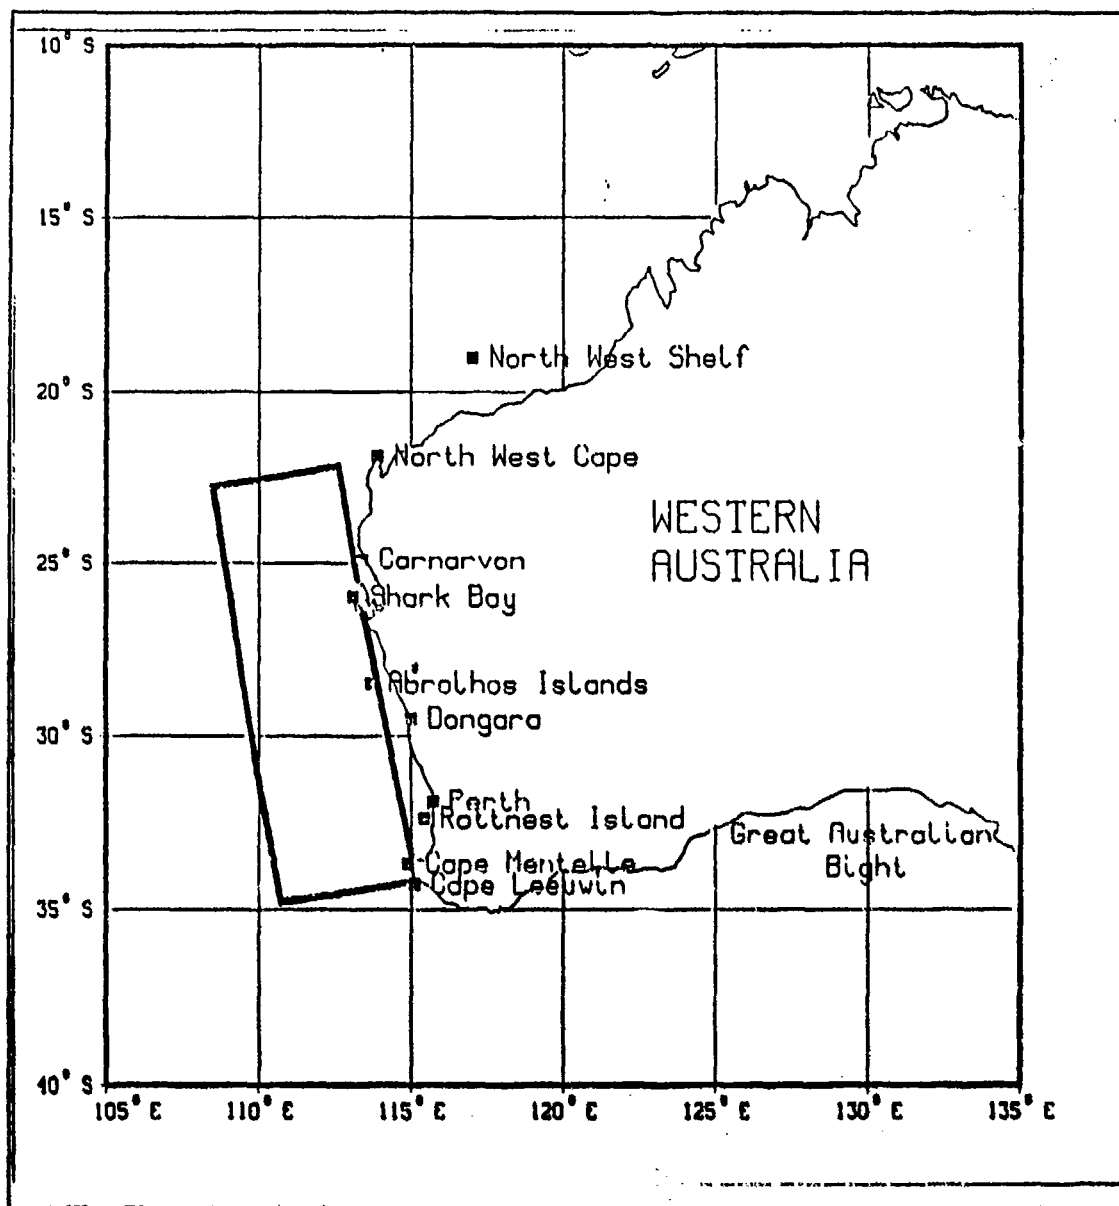 10° S
15° S
North West Shelf
20° S
North West Cape
WESTERN
AUSTRALIA
25° S
Carnarvon
Shark Bay
Abrolhos Islands
Dongara
30° S
Perth
Rottnest Island
Great Australian
Bight
Cape Mentelle
Cape Leeuwin
35° S
40° S
105° E 110° E 115° E 120° E 125° E 130° E 135° E